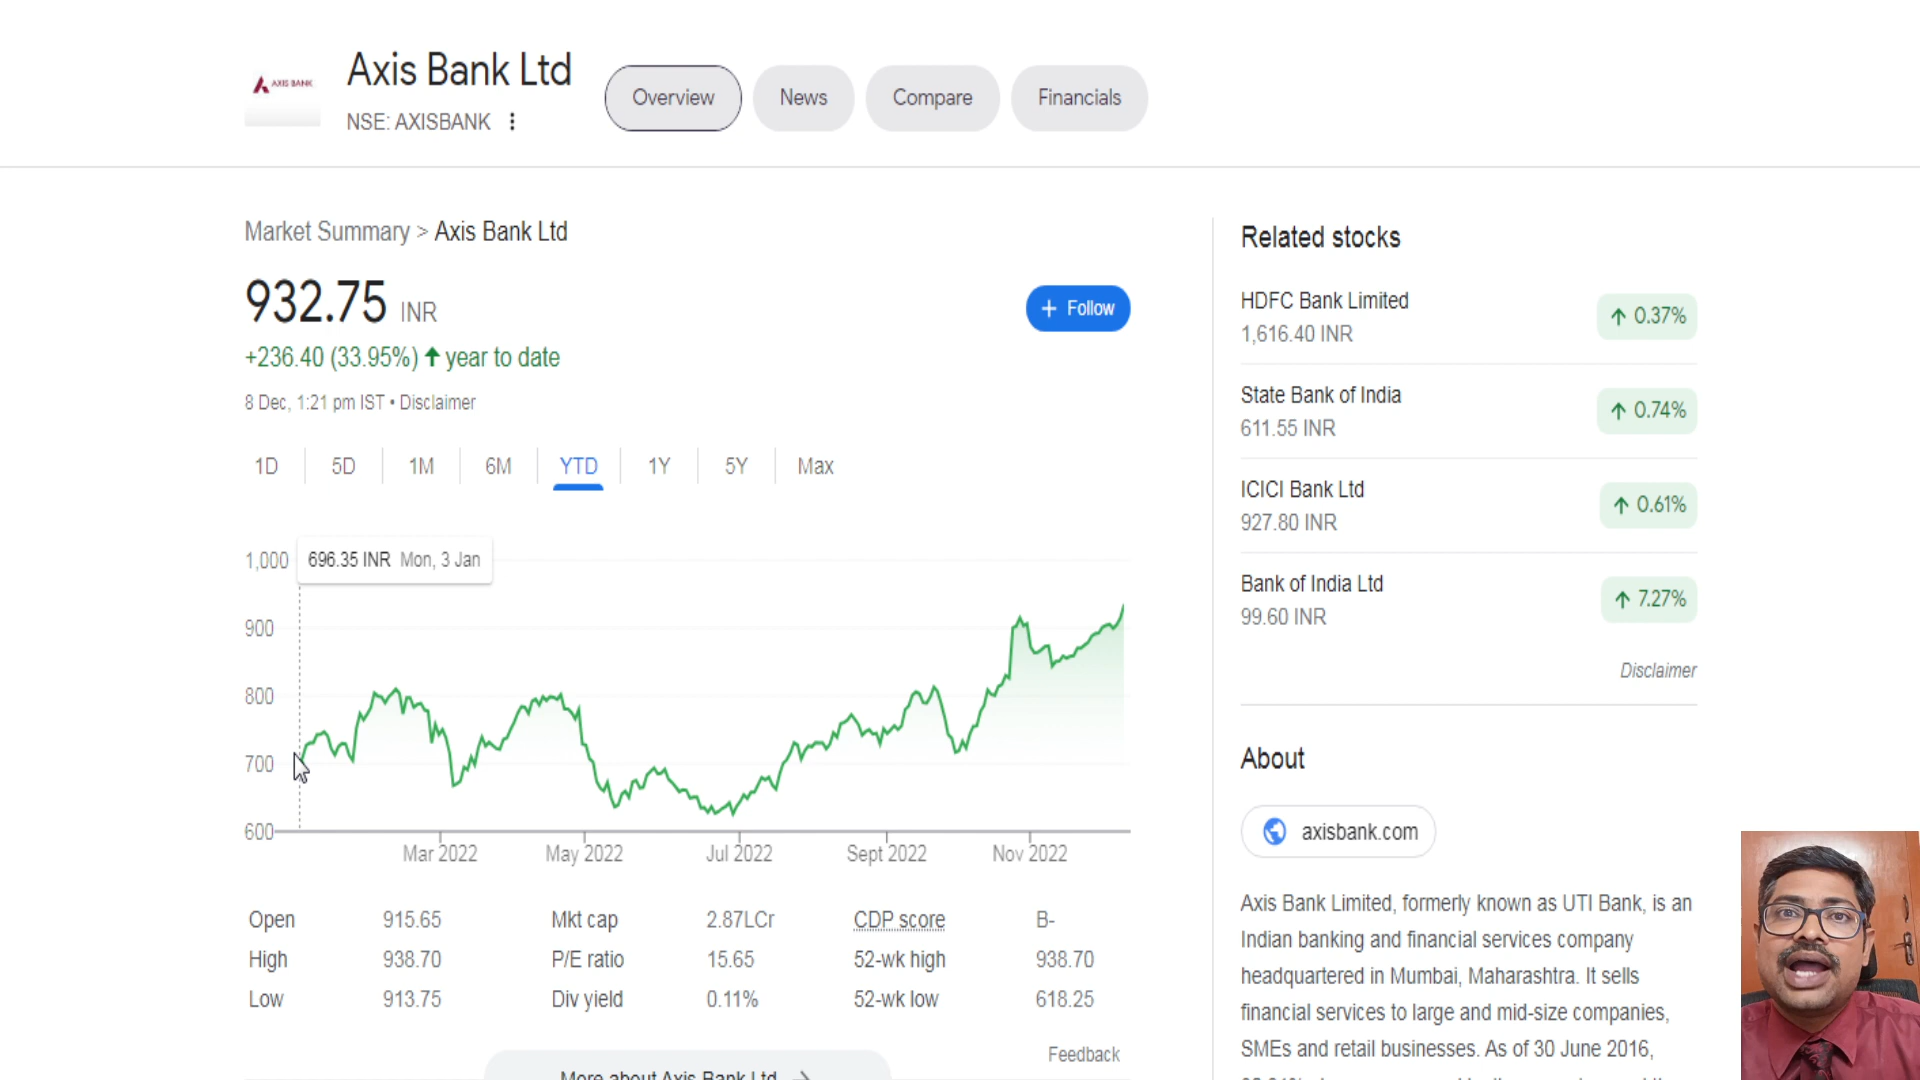 AXIS BANK
Axis Bank Ltd
NSE: AXISBANK
Overview
News
Compare
Financials
Market Summary > Axis Bank Ltd
932.75 INR
+236.40 (33.95%) ↑ year to date
8 Dec, 1:21 pm IST • Disclaimer
+ Follow
1D 5D 1M 6M YTD 1Y 5Y Max
696.35 INR Mon, 3 Jan
1,000
900
800
700
600
Mar 2022 May 2022 Jul 2022 Sept 2022 Nov 2022
Open 915.65 Mkt cap 2.87LCr CDP score B-
High 938.70 P/E ratio 15.65 52-wk high 938.70
Low 913.75 Div yield 0.11% 52-wk low 618.25
Feedback
More about Axis Bank Ltd →
Related stocks
HDFC Bank Limited
1,616.40 INR
↑ 0.37%
State Bank of India
611.55 INR
↑ 0.74%
ICICI Bank Ltd
927.80 INR
↑ 0.61%
Bank of India Ltd
99.60 INR
↑ 7.27%
Disclaimer
About
axisbank.com
Axis Bank Limited, formerly known as UTI Bank, is an
Indian banking and financial services company
headquartered in Mumbai, Maharashtra. It sells
financial services to large and mid-size companies,
SMEs and retail businesses. As of 30 June 2016,